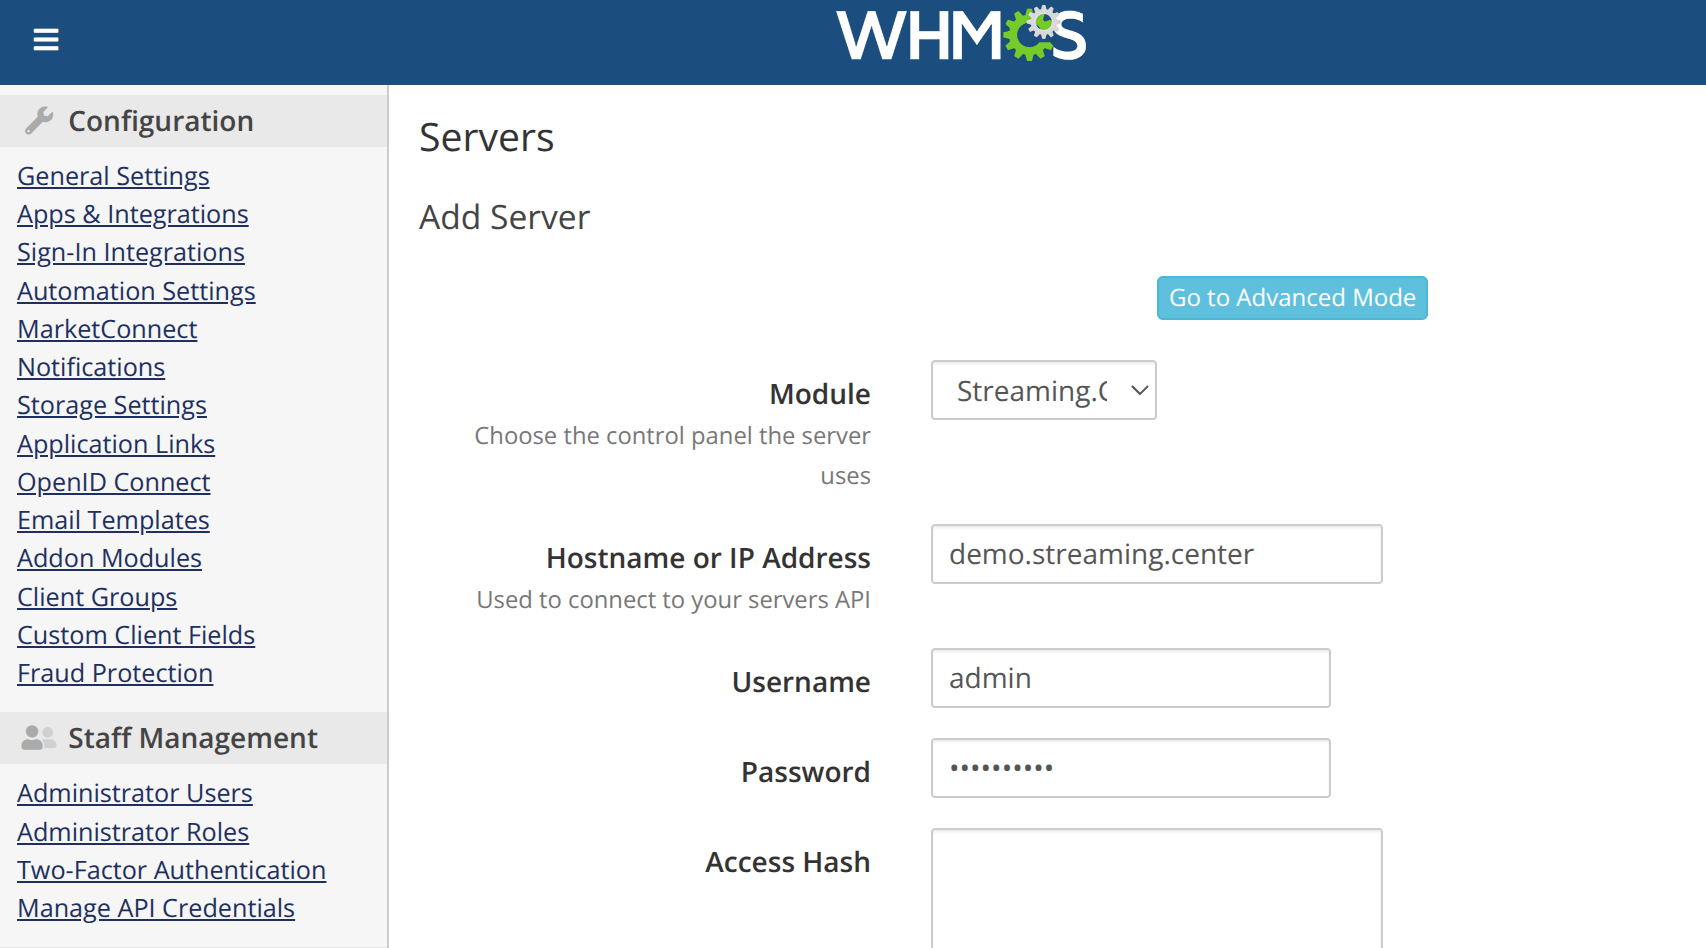 WHMCS
Configuration
General Settings
Apps & Integrations
Sign-In Integrations
Automation Settings
MarketConnect
Notifications
Storage Settings
Application Links
OpenID Connect
Email Templates
Addon Modules
Client Groups
Custom Client Fields
Fraud Protection
Staff Management
Administrator Users
Administrator Roles
Two-Factor Authentication
Manage API Credentials
Servers
Add Server
Go to Advanced Mode
Module
Streaming.C
Choose the control panel the server
uses
Hostname or IP Address
demo.streaming.center
Used to connect to your servers API
Username
admin
Password
••••••••••
Access Hash